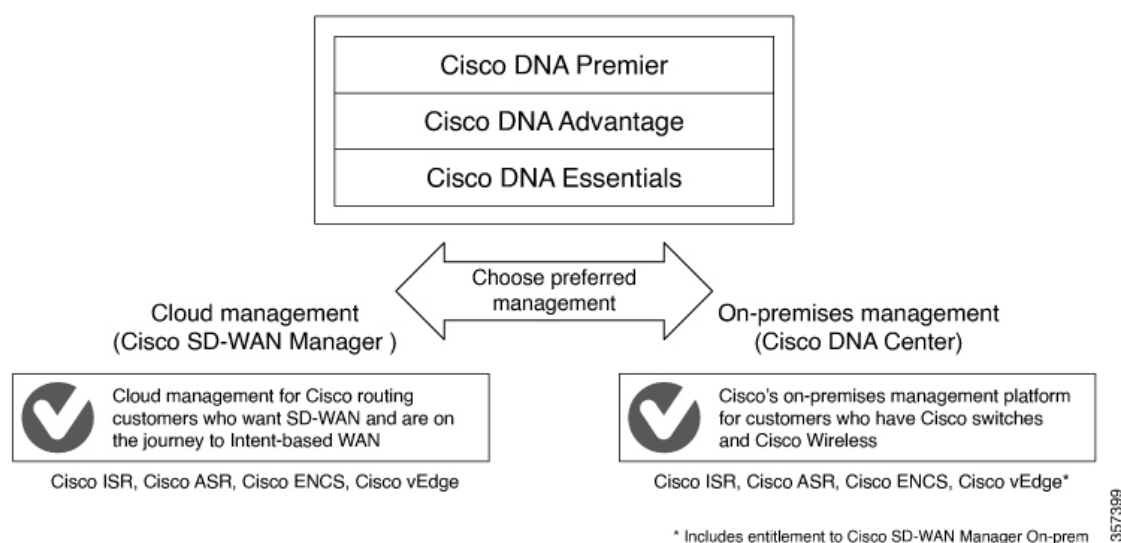 Cisco DNA Premier
Cisco DNA Advantage
Cisco DNA Essentials
Choose preferred
management
Cloud management
(Cisco SD-WAN Manager )
Cloud management for Cisco routing
customers who want SD-WAN and are on
the journey to Intent-based WAN
Cisco ISR, Cisco ASR, Cisco ENCS, Cisco vEdge
On-premises management
(Cisco DNA Center)
Cisco's on-premises management platform
for customers who have Cisco switches
and Cisco Wireless
Cisco ISR, Cisco ASR, Cisco ENCS, Cisco vEdge*
* Includes entitlement to Cisco SD-WAN Manager On-prem
357399